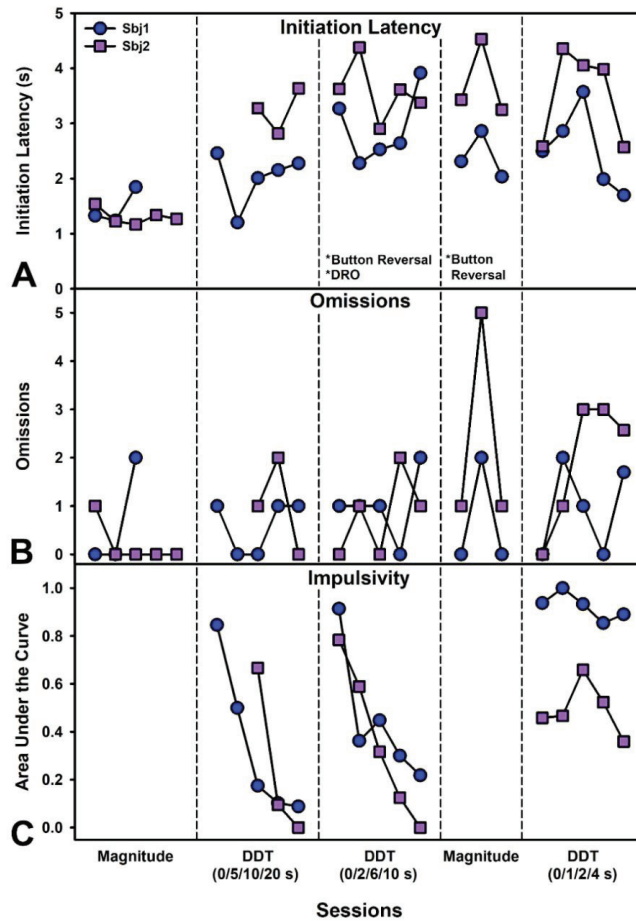 Sbj1
Sbj2
Initiation Latency
Initiation Latency (s)
5
4
3
2
1
0
*Button Reversal
*DRO
*Button
Reversal
A
Omissions
Omissions
5
4
3
2
1
0
B
Impulsivity
Area Under the Curve
1.0
0.8
0.6
0.4
0.2
0.0
C
Magnitude
DDT
(0/5/10/20 s)
DDT
(0/2/6/10 s)
Magnitude
DDT
(0/1/2/4 s)
Sessions